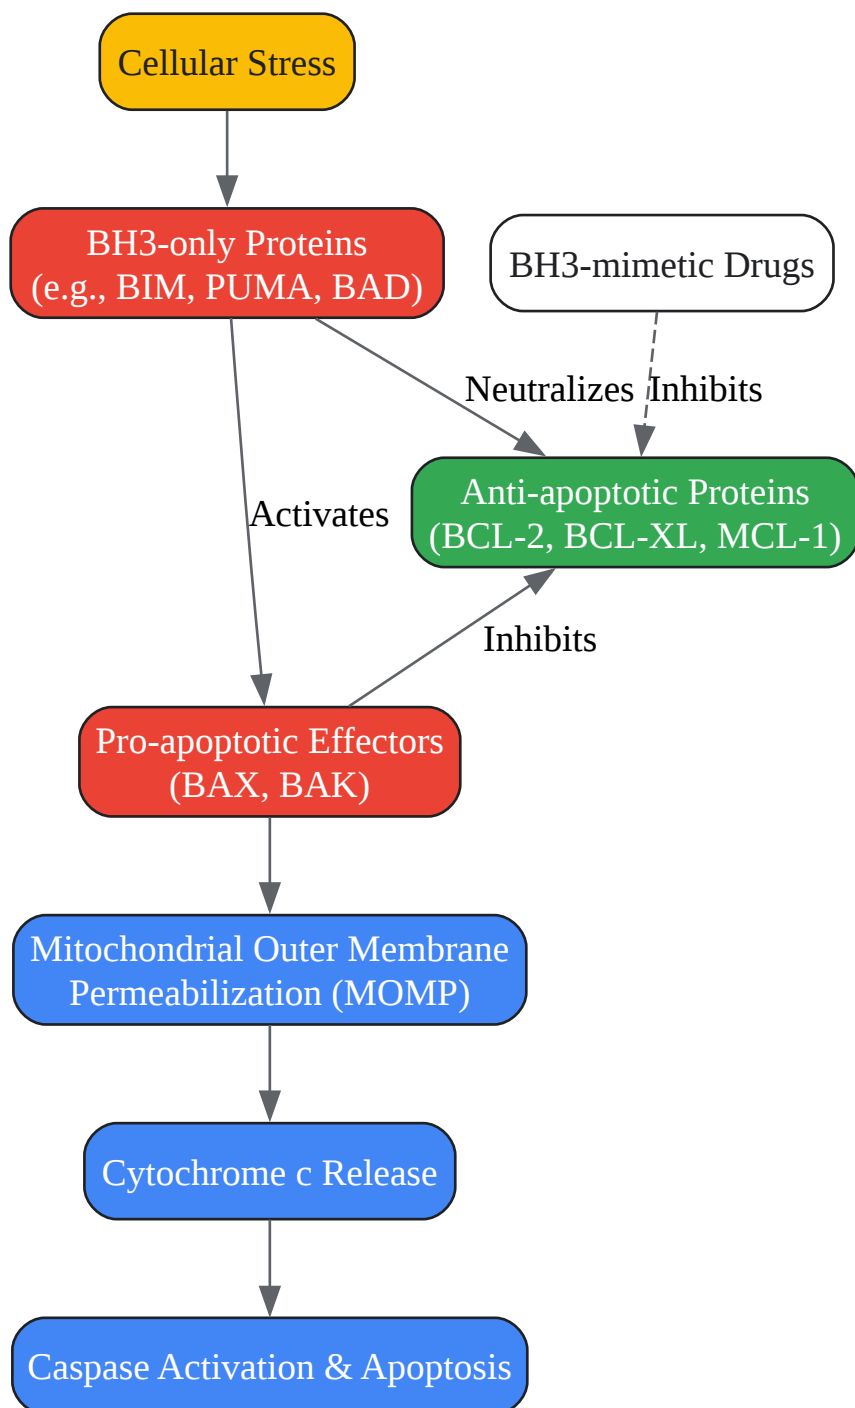 Cellular Stress
BH3-only Proteins
(e.g., BIM, PUMA, BAD)
BH3-mimetic Drugs
Neutralizes
Inhibits
Anti-apoptotic Proteins
(BCL-2, BCL-XL, MCL-1)
Activates
Inhibits
Pro-apoptotic Effectors
(BAX, BAK)
Mitochondrial Outer Membrane
Permeabilization (MOMP)
Cytochrome c Release
Caspase Activation & Apoptosis